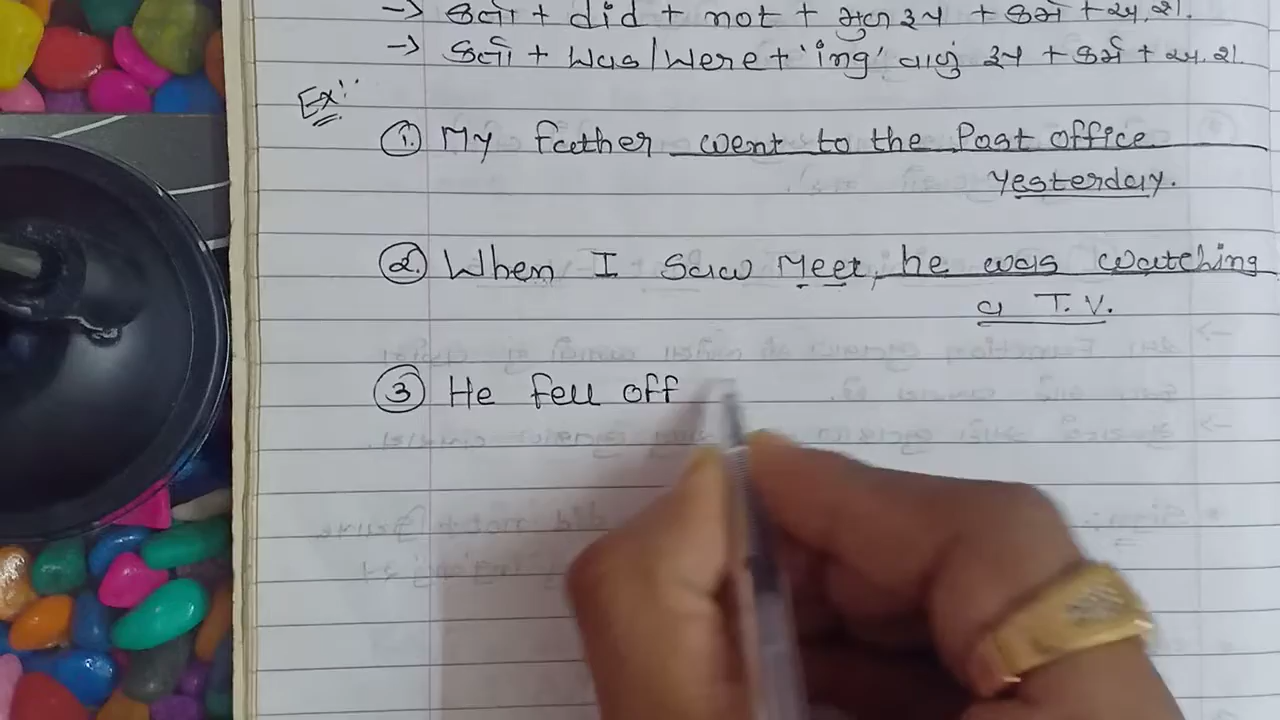 → કર્તા + did + not + મુળ રૂપ + કર્મ + અ.શ.
→ કર્તા + was/were + 'ing' વાળું રૂપ + કર્મ + અ.શ.
Ex:-
①. My father went to the Post office
yesterday.
②. When I saw Meet, he was watching
a T.V.
③ He fell off